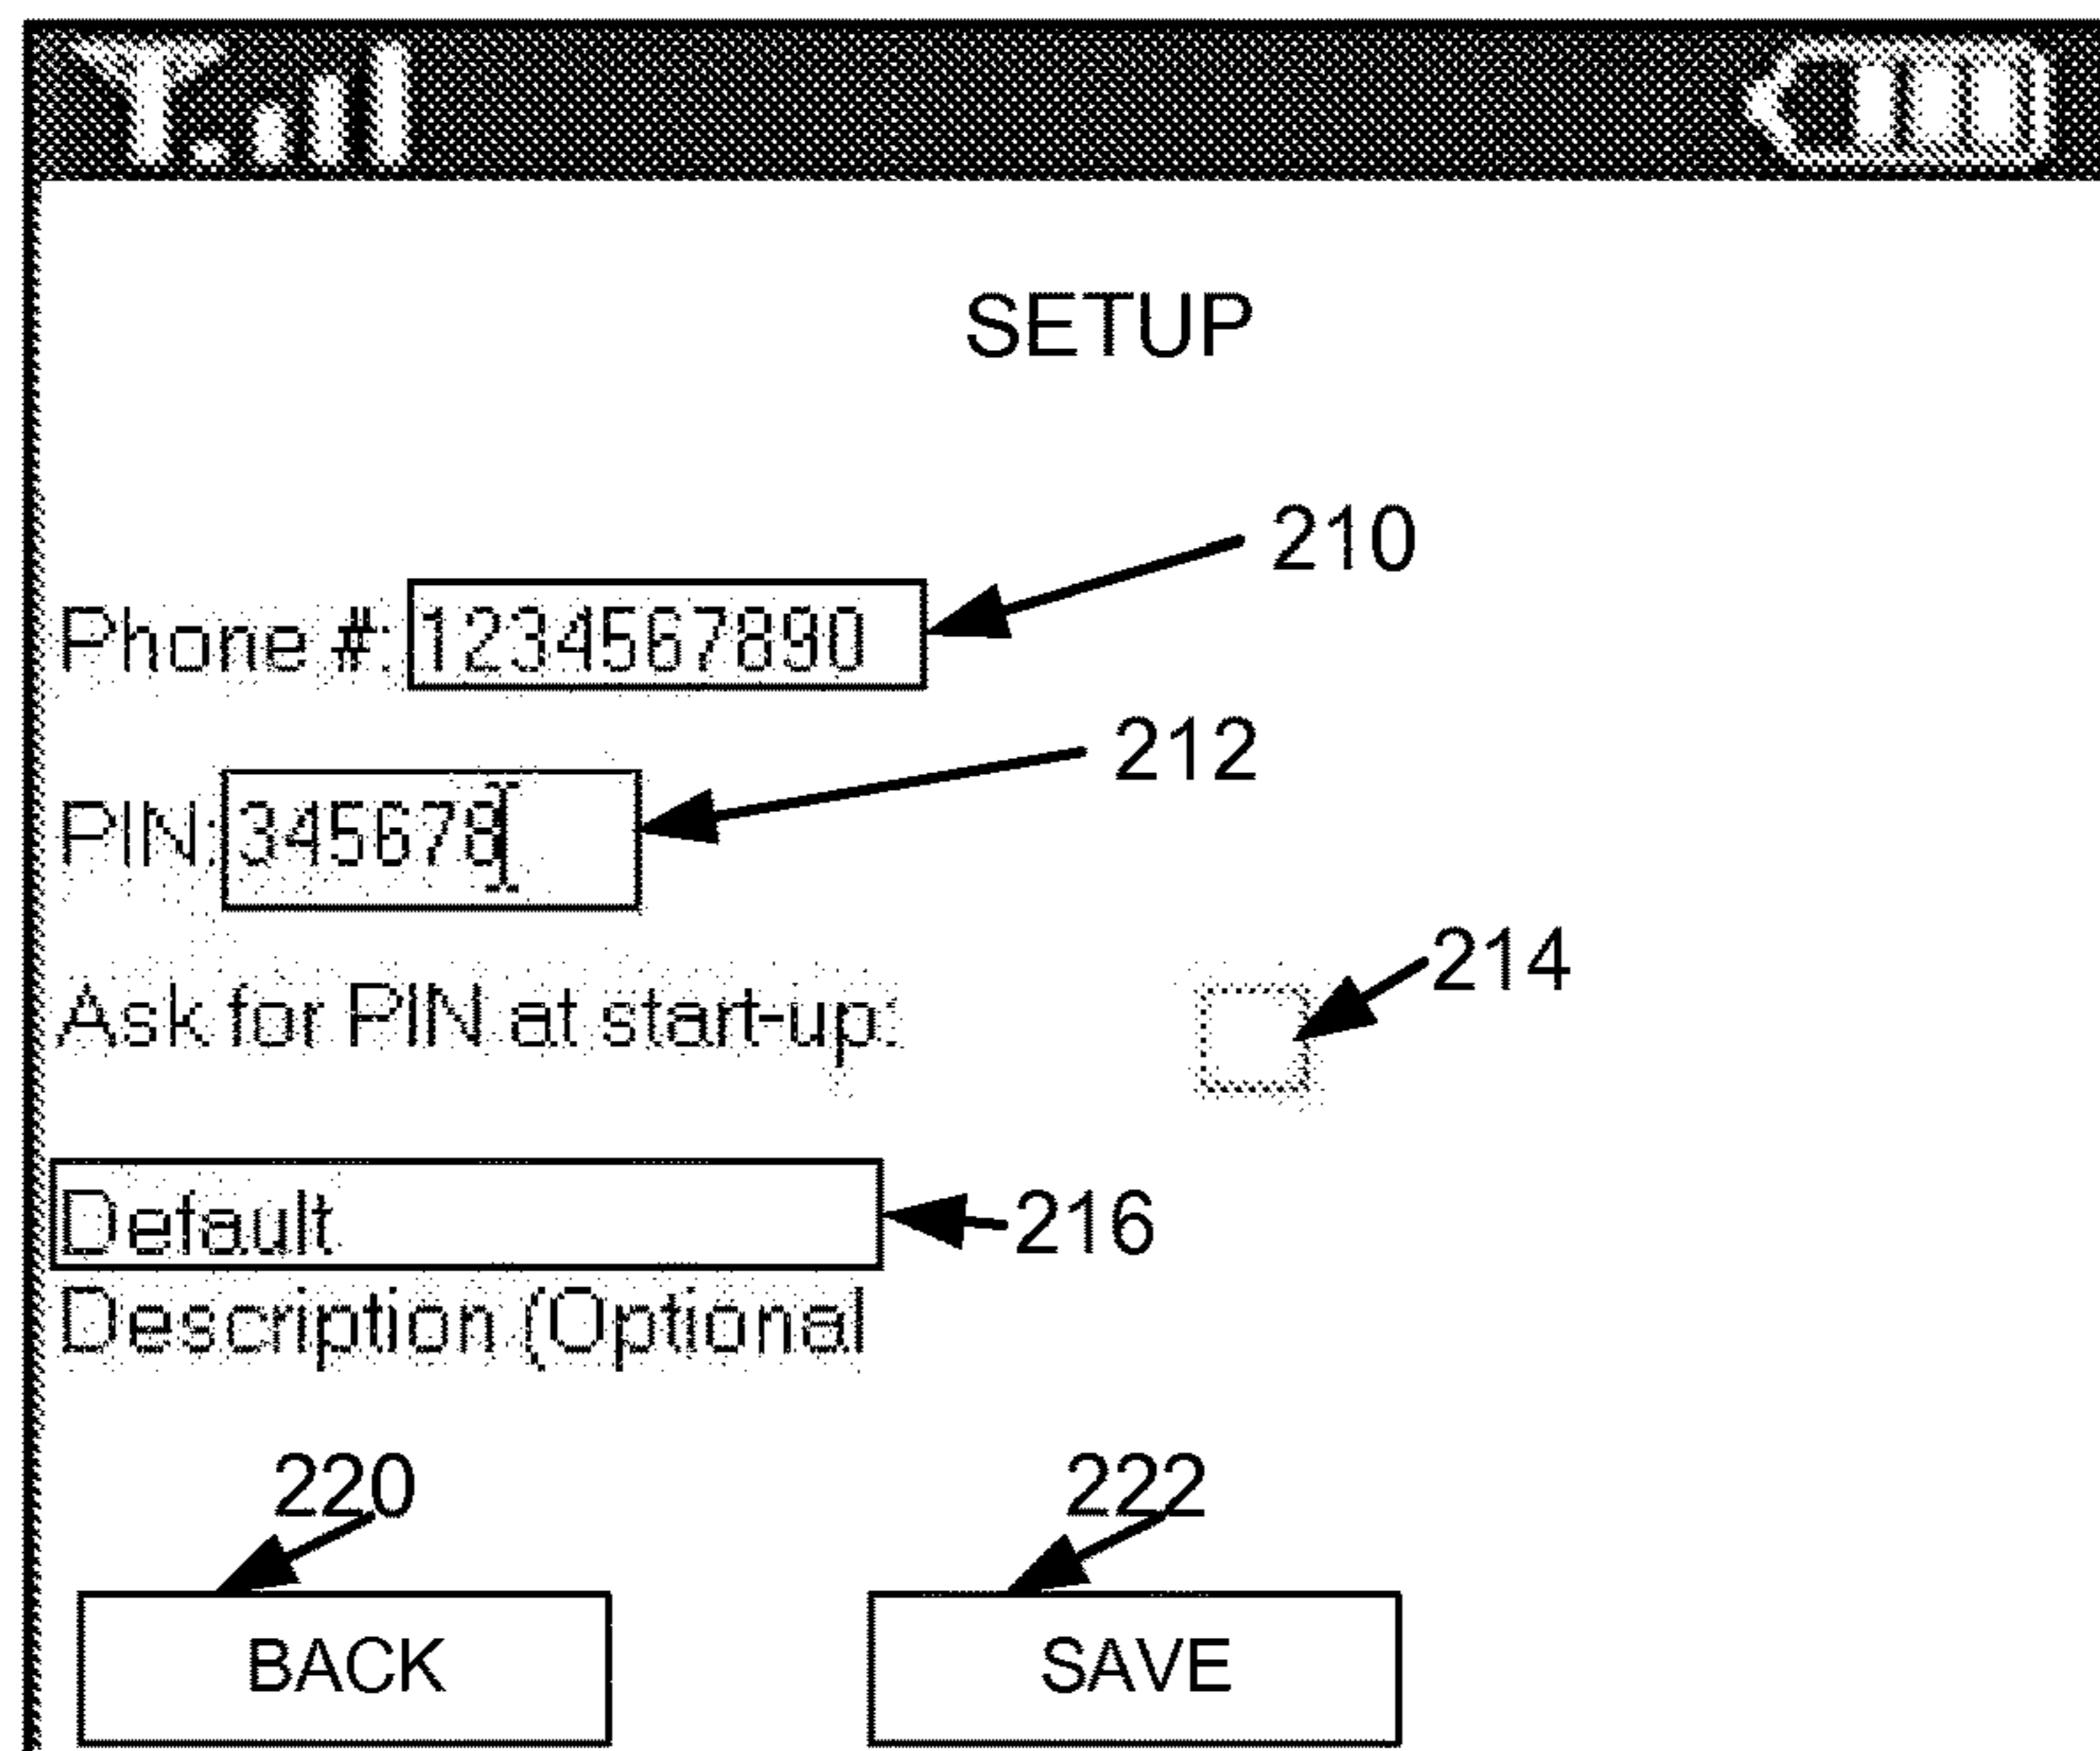 SETUP
210
Phone #: 1234567890
212
PIN: 345678
214
Ask for PIN at start-up:
Default
216
Description (Optional
220
222
BACK
SAVE